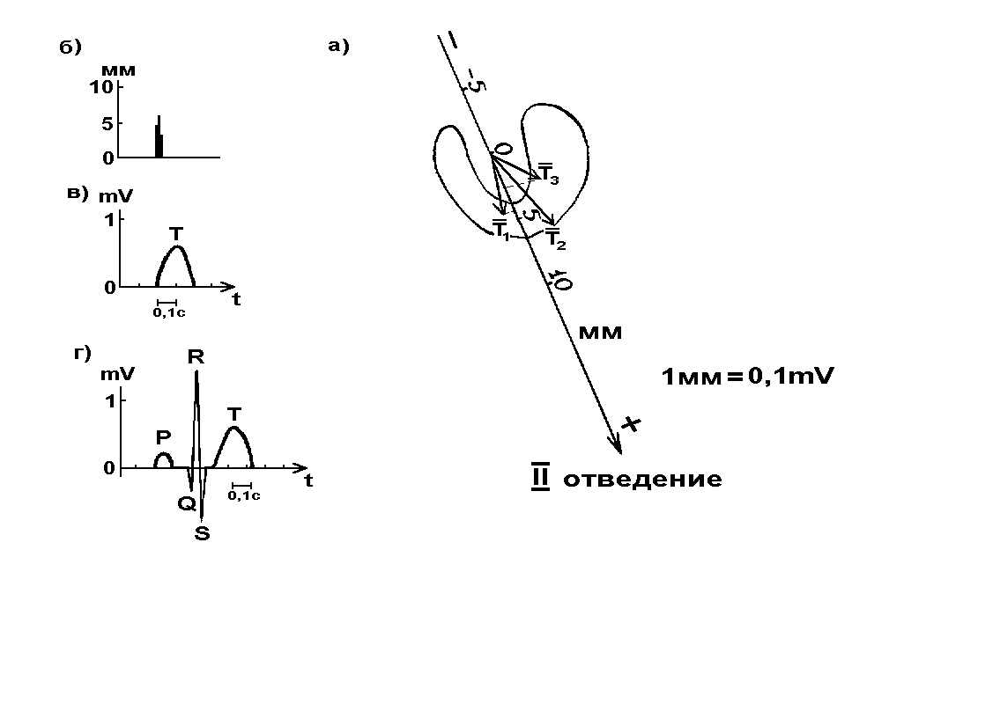 б)
мм
10
5
0
в) mV
1
T
0
t
0,1с
г)
mV
1
R
P
T
0
t
0,1с
Q
S
а)
−
-5
0
T̿3
5
T̿1
T̿2
10
мм
1мм=0,1mV
+
II отведение